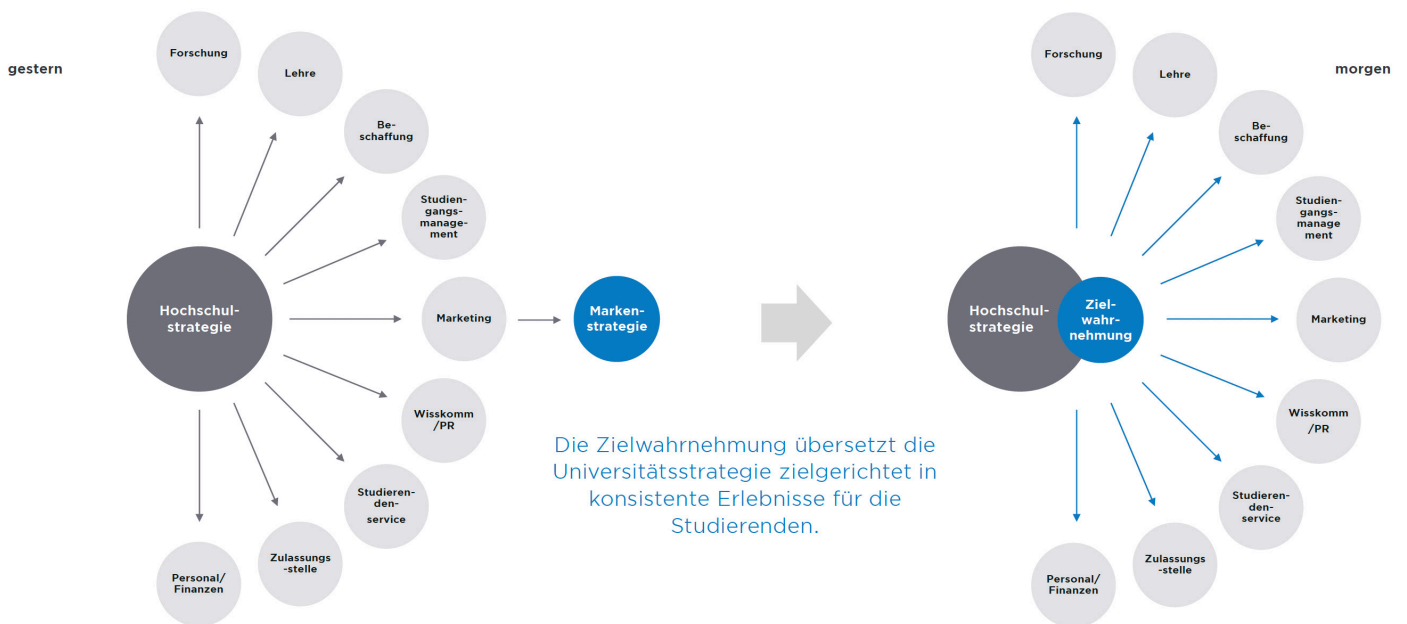 gestern
Forschung
Lehre
Be-
schaffung
Studien-
gangs-
manage-
ment
Hochschul-
strategie
Marketing
Marken-
strategie
Wisskomm
/PR
Studieren-
den-
service
Zulassungs
-stelle
Personal/
Finanzen
Die Zielwahrnehmung übersetzt die
Universitätsstrategie zielgerichtet in
konsistente Erlebnisse für die
Studierenden.
morgen
Forschung
Lehre
Be-
schaffung
Studien-
gangs-
manage
ment
Hochschul-
strategie
Ziel-
wahr-
nehmung
Marketing
Wisskomm
/PR
Studieren-
den-
service
Zulassungs
-stelle
Personal/
Finanzen